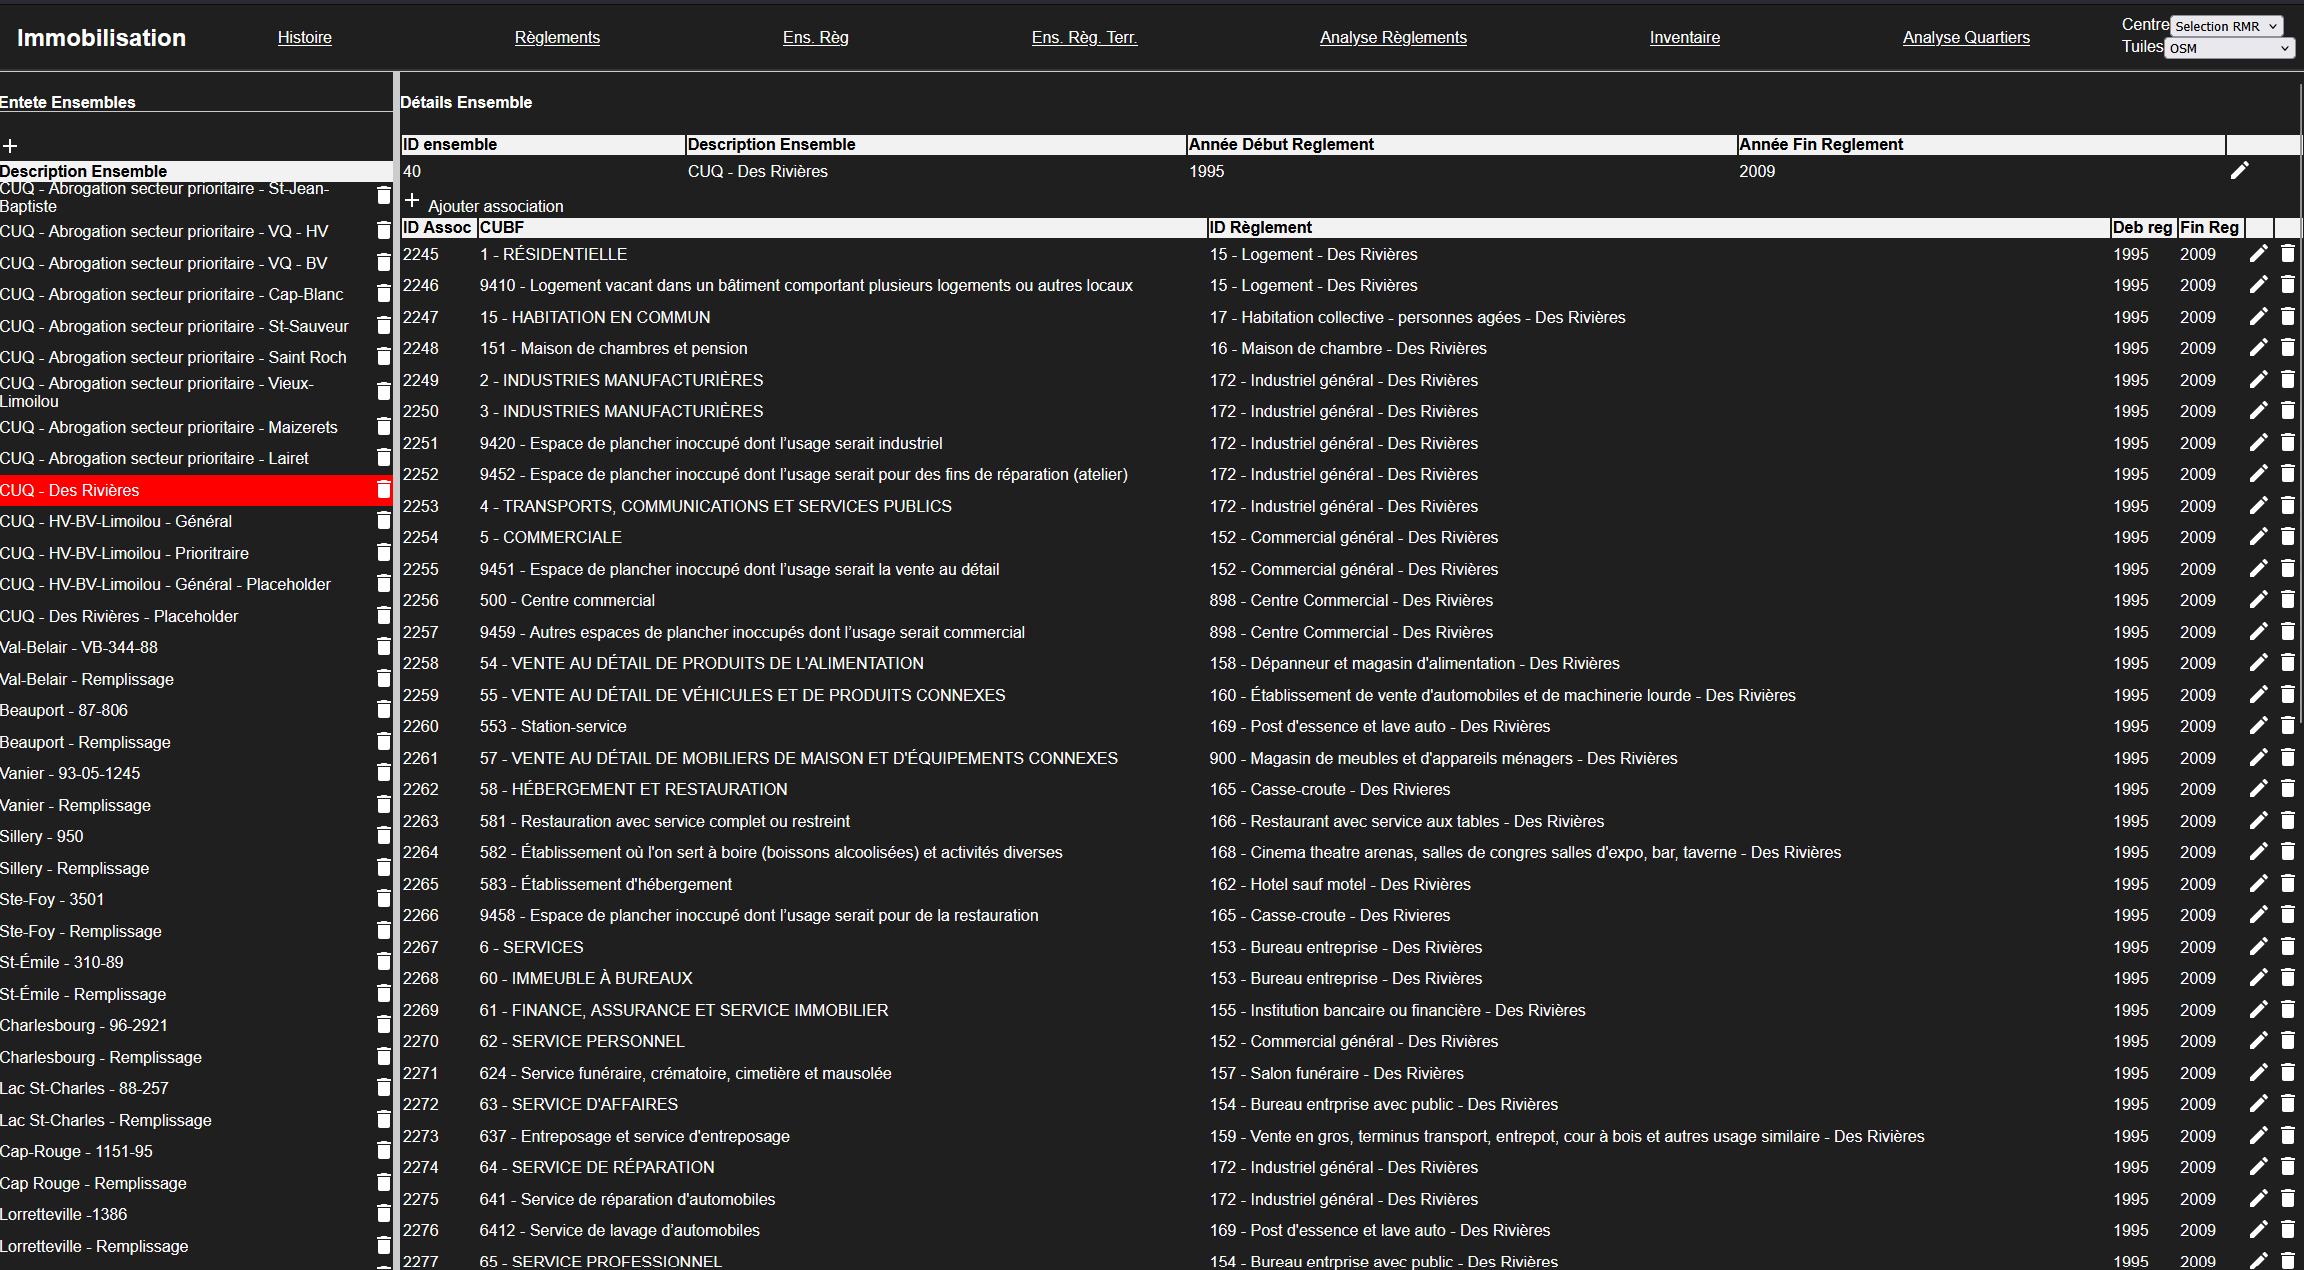 Immobilisation Histoire Règlements Ens. Règ Ens. Règ. Terr. Analyse Règlements Inventaire Analyse Quartiers Centre Selection RMR
Tuiles OSM
Entete Ensembles
Description Ensemble
CUQ - Abrogation secteur prioritaire - St-Jean-
Baptiste
CUQ - Abrogation secteur prioritaire - VQ - HV
CUQ - Abrogation secteur prioritaire - VQ - BV
CUQ - Abrogation secteur prioritaire - Cap-Blanc
CUQ - Abrogation secteur prioritaire - St-Sauveur
CUQ - Abrogation secteur prioritaire - Saint Roch
CUQ - Abrogation secteur prioritaire - Vieux-
Limoilou
CUQ - Abrogation secteur prioritaire - Maizerets
CUQ - Abrogation secteur prioritaire - Lairet
CUQ - Des Rivières
CUQ - HV-BV-Limoilou - Général
CUQ - HV-BV-Limoilou - Prioritraire
CUQ - HV-BV-Limoilou - Général - Placeholder
CUQ - Des Rivières - Placeholder
Val-Belair - VB-344-88
Val-Belair - Remplissage
Beauport - 87-806
Beauport - Remplissage
Vanier - 93-05-1245
Vanier - Remplissage
Sillery - 950
Sillery - Remplissage
Ste-Foy - 3501
Ste-Foy - Remplissage
St-Émile - 310-89
St-Émile - Remplissage
Charlesbourg - 96-2921
Charlesbourg - Remplissage
Lac St-Charles - 88-257
Lac St-Charles - Remplissage
Cap-Rouge - 1151-95
Cap Rouge - Remplissage
Lorretteville -1386
Lorretteville - Remplissage
Détails Ensemble
ID ensemble Description Ensemble Année Début Reglement Année Fin Reglement
40 CUQ - Des Rivières 1995 2009
Ajouter association
ID Assoc CUBF ID Règlement Deb reg Fin Reg
2245 1 - RÉSIDENTIELLE 15 - Logement - Des Rivières 1995 2009
2246 9410 - Logement vacant dans un bâtiment comportant plusieurs logements ou autres locaux 15 - Logement - Des Rivières 1995 2009
2247 15 - HABITATION EN COMMUN 17 - Habitation collective - personnes agées - Des Rivières 1995 2009
2248 151 - Maison de chambres et pension 16 - Maison de chambre - Des Rivières 1995 2009
2249 2 - INDUSTRIES MANUFACTURIÈRES 172 - Industriel général - Des Rivières 1995 2009
2250 3 - INDUSTRIES MANUFACTURIÈRES 172 - Industriel général - Des Rivières 1995 2009
2251 9420 - Espace de plancher inoccupé dont l’usage serait industriel 172 - Industriel général - Des Rivières 1995 2009
2252 9452 - Espace de plancher inoccupé dont l’usage serait pour des fins de réparation (atelier) 172 - Industriel général - Des Rivières 1995 2009
2253 4 - TRANSPORTS, COMMUNICATIONS ET SERVICES PUBLICS 172 - Industriel général - Des Rivières 1995 2009
2254 5 - COMMERCIALE 152 - Commercial général - Des Rivières 1995 2009
2255 9451 - Espace de plancher inoccupé dont l’usage serait la vente au détail 152 - Commercial général - Des Rivières 1995 2009
2256 500 - Centre commercial 898 - Centre Commercial - Des Rivières 1995 2009
2257 9459 - Autres espaces de plancher inoccupés dont l’usage serait commercial 898 - Centre Commercial - Des Rivières 1995 2009
2258 54 - VENTE AU DÉTAIL DE PRODUITS DE L'ALIMENTATION 158 - Dépanneur et magasin d'alimentation - Des Rivières 1995 2009
2259 55 - VENTE AU DÉTAIL DE VÉHICULES ET DE PRODUITS CONNEXES 160 - Établissement de vente d'automobiles et de machinerie lourde - Des Rivières 1995 2009
2260 553 - Station-service 169 - Post d'essence et lave auto - Des Rivières 1995 2009
2261 57 - VENTE AU DÉTAIL DE MOBILIERS DE MAISON ET D'ÉQUIPEMENTS CONNEXES 900 - Magasin de meubles et d'appareils ménagers - Des Rivières 1995 2009
2262 58 - HÉBERGEMENT ET RESTAURATION 165 - Casse-croute - Des Rivieres 1995 2009
2263 581 - Restauration avec service complet ou restreint 166 - Restaurant avec service aux tables - Des Rivières 1995 2009
2264 582 - Établissement où l'on sert à boire (boissons alcoolisées) et activités diverses 168 - Cinema theatre arenas, salles de congres salles d'expo, bar, taverne - Des Rivières 1995 2009
2265 583 - Établissement d'hébergement 162 - Hotel sauf motel - Des Rivières 1995 2009
2266 9458 - Espace de plancher inoccupé dont l’usage serait pour de la restauration 165 - Casse-croute - Des Rivieres 1995 2009
2267 6 - SERVICES 153 - Bureau entreprise - Des Rivières 1995 2009
2268 60 - IMMEUBLE À BUREAUX 153 - Bureau entreprise - Des Rivières 1995 2009
2269 61 - FINANCE, ASSURANCE ET SERVICE IMMOBILIER 155 - Institution bancaire ou financière - Des Rivières 1995 2009
2270 62 - SERVICE PERSONNEL 152 - Commercial général - Des Rivières 1995 2009
2271 624 - Service funéraire, crématoire, cimetière et mausolée 157 - Salon funéraire - Des Rivières 1995 2009
2272 63 - SERVICE D'AFFAIRES 154 - Bureau entrprise avec public - Des Rivières 1995 2009
2273 637 - Entreposage et service d'entreposage 159 - Vente en gros, terminus transport, entrepot, cour à bois et autres usage similaire - Des Rivières 1995 2009
2274 64 - SERVICE DE RÉPARATION 172 - Industriel général - Des Rivières 1995 2009
2275 641 - Service de réparation d'automobiles 172 - Industriel général - Des Rivières 1995 2009
2276 6412 - Service de lavage d’automobiles 169 - Post d'essence et lave auto - Des Rivières 1995 2009
2277 65 - SERVICE PROFESSIONNEL 154 - Bureau entrprise avec public - Des Rivières 1995 2009